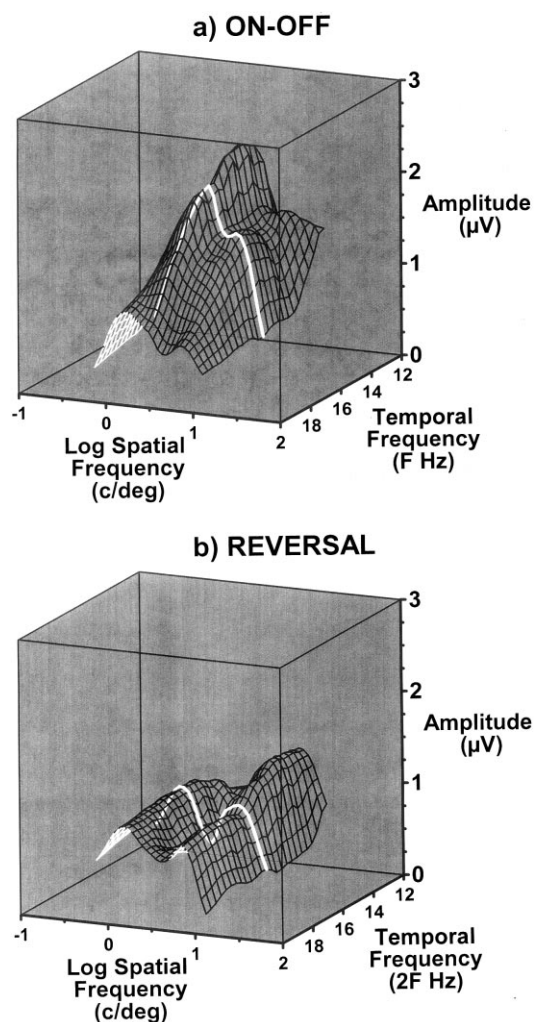 a) ON-OFF
3
2
Amplitude
(µV)
1
0
12
14
16
18
Temporal
Frequency
(F Hz)
-1
0
1
2
Log Spatial
Frequency
(c/deg)
b) REVERSAL
3
2
Amplitude
(µV)
1
0
12
14
16
18
Temporal
Frequency
(2F Hz)
-1
0
1
2
Log Spatial
Frequency
(c/deg)